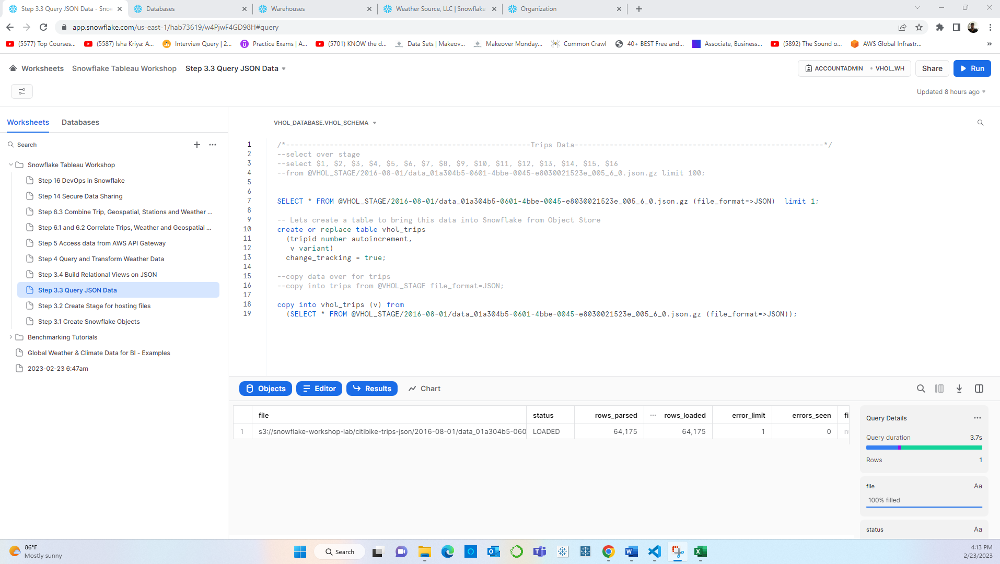 Step 3.3 Query JSON Data - Snow
Databases
Warehouses
Weather Source, LLC | Snowflake
Organization
app.snowflake.com/us-east-1/hab73619/w4PjwF4GD98H#query
(5577) Top Courses...
(5587) Isha Kriya: A...
Interview Query | 2...
Practice Exams | A...
(5701) KNOW the d...
Data Sets | Makeov...
Makeover Monday...
Common Crawl
40+ BEST Free and...
Associate, Business...
(5892) The Sound o...
AWS Global Infrastr...
»
Worksheets
Snowflake Tableau Workshop
Step 3.3 Query JSON Data
ACCOUNTADMIN
VHOL_WH
Share
Run
Updated 8 hours ago
Worksheets
Databases
Search
Snowflake Tableau Workshop
Step 16 DevOps in Snowflake
Step 14 Secure Data Sharing
Step 6.3 Combine Trip, Geospatial, Stations and Weather ...
Step 6.1 and 6.2 Correlate Trips, Weather and Geospatial ...
Step 5 Access data from AWS API Gateway
Step 4 Query and Transform Weather Data
Step 3.4 Build Relational Views on JSON
Step 3.3 Query JSON Data
Step 3.2 Create Stage for hosting files
Step 3.1 Create Snowflake Objects
Benchmarking Tutorials
Global Weather & Climate Data for BI - Examples
2023-02-23 6:47am
VHOL_DATABASE.VHOL_SCHEMA
1 /*--------------------------------------------------------Trips Data---------------------------------------------------------*/
2 --select over stage
3 --select $1, $2, $3, $4, $5, $6, $7, $8, $9, $10, $11, $12, $13, $14, $15, $16
4 --from @VHOL_STAGE/2016-08-01/data_01a304b5-0601-4bbe-0045-e8030021523e_005_6_0.json.gz limit 100;
5
6
7 SELECT * FROM @VHOL_STAGE/2016-08-01/data_01a304b5-0601-4bbe-0045-e8030021523e_005_6_0.json.gz (file_format=>JSON)  limit 1;
8
9 -- Lets create a table to bring this data into Snowflake from Object Store
10 create or replace table vhol_trips
11 (tripid number autoincrement,
12 v variant)
13 change_tracking = true;
14
15 --copy data over for trips
16 --copy into trips from @VHOL_STAGE file_format=JSON;
17
18 copy into vhol_trips (v) from
19 (SELECT * FROM @VHOL_STAGE/2016-08-01/data_01a304b5-0601-4bbe-0045-e8030021523e_005_6_0.json.gz (file_format=>JSON));
Objects
Editor
Results
Chart
file status rows_parsed ... rows_loaded error_limit errors_seen fi
1 s3://snowflake-workshop-lab/citibike-trips-json/2016-08-01/data_01a304b5-060 LOADED 64,175 64,175 1 0
Query Details
Query duration 3.7s
Rows 1
file Aa
100% filled
status Aa
86°F
Mostly sunny
Search
4:13 PM
2/23/2023